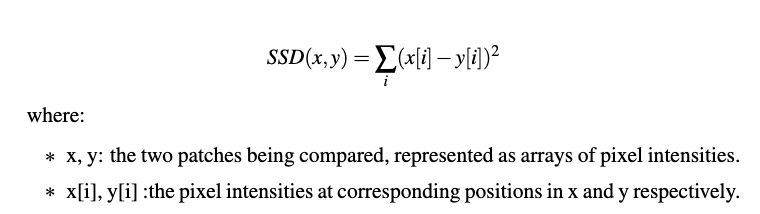 SSD(x,y) = ∑(x[i] − y[i])²
i
where:
∗ x, y: the two patches being compared, represented as arrays of pixel intensities.
∗ x[i], y[i] :the pixel intensities at corresponding positions in x and y respectively.